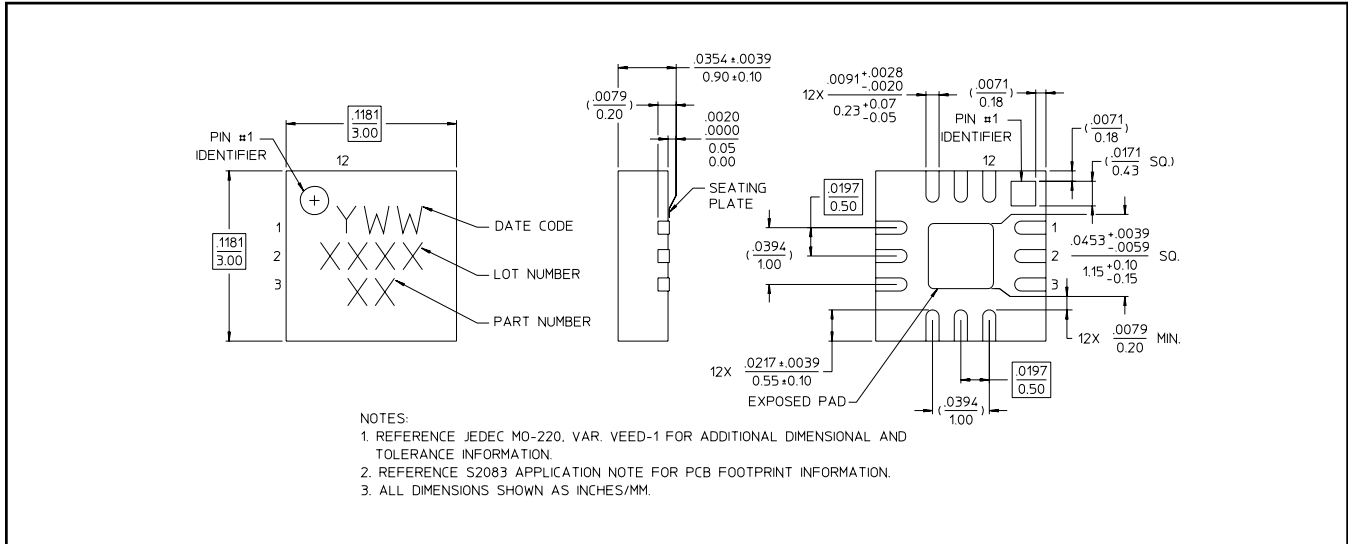 .1181
3.00
PIN #1
IDENTIFIER
12
.1181
3.00
1
2
3
YWW
XXXX
XX
DATE CODE
LOT NUMBER
PART NUMBER
.0354 ±.0039
0.90 ±0.10
(.0079
0.20)
.0020
.0000
0.05
0.00
SEATING
PLATE
12X .0091 +.0028
-.0020
0.23 +0.07
-0.05
(.0071
0.18)
PIN #1
IDENTIFIER
12
(.0071
0.18)
(.0171
0.43 SQ.)
.0197
0.50
(.0394
1.00)
1
2
3
.0453 +.0039
-.0059
1.15 +0.10
-0.15
SQ.
12X .0079
0.20 MIN.
12X .0217 ±.0039
0.55 ±0.10
EXPOSED PAD
(.0394
1.00)
.0197
0.50
NOTES:
1. REFERENCE JEDEC MO-220, VAR. VEED-1 FOR ADDITIONAL DIMENSIONAL AND
TOLERANCE INFORMATION.
2. REFERENCE S2083 APPLICATION NOTE FOR PCB FOOTPRINT INFORMATION.
3. ALL DIMENSIONS SHOWN AS INCHES/MM.